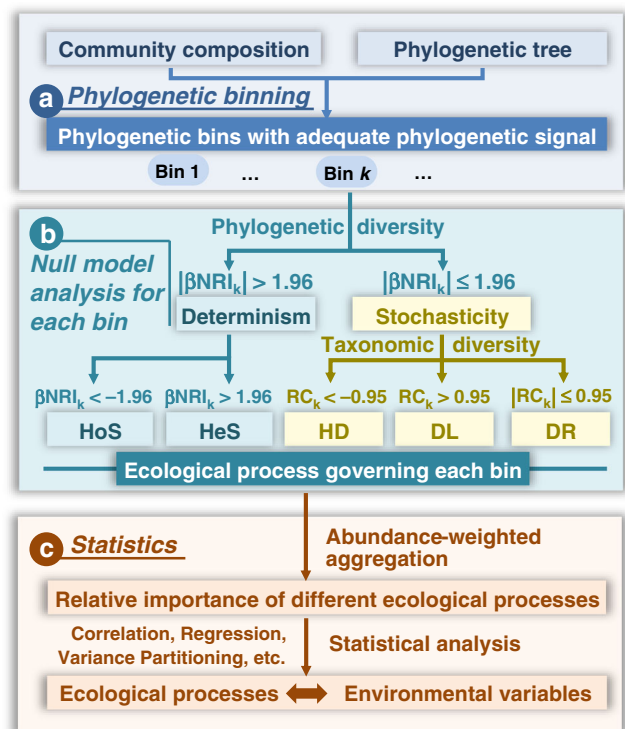 Community composition
Phylogenetic tree
a Phylogenetic binning
Phylogenetic bins with adequate phylogenetic signal
Bin 1 ... Bin k ...
b
Null model
analysis for
each bin
Phylogenetic diversity
|βNRIk| > 1.96
|βNRIk| ≤ 1.96
Determinism
Stochasticity
Taxonomic diversity
βNRIk < –1.96
βNRIk > 1.96
RCk < –0.95
RCk > 0.95
|RCk| ≤ 0.95
HoS
HeS
HD
DL
DR
Ecological process governing each bin
c Statistics
Abundance-weighted
aggregation
Relative importance of different ecological processes
Correlation, Regression,
Variance Partitioning, etc.
Statistical analysis
Ecological processes
Environmental variables